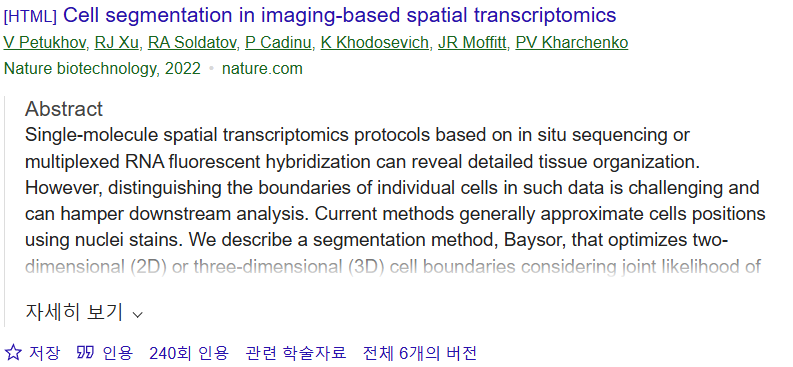 [HTML] Cell segmentation in imaging-based spatial transcriptomics
V Petukhov, RJ Xu, RA Soldatov, P Cadinu, K Khodosevich, JR Moffitt, PV Kharchenko
Nature biotechnology, 2022 • nature.com
Abstract
Single-molecule spatial transcriptomics protocols based on in situ sequencing or
multiplexed RNA fluorescent hybridization can reveal detailed tissue organization.
However, distinguishing the boundaries of individual cells in such data is challenging and
can hamper downstream analysis. Current methods generally approximate cells positions
using nuclei stains. We describe a segmentation method, Baysor, that optimizes two-
dimensional (2D) or three-dimensional (3D) cell boundaries considering joint likelihood of
자세히 보기
저장 인용 240회 인용 관련 학술자료 전체 6개의 버전